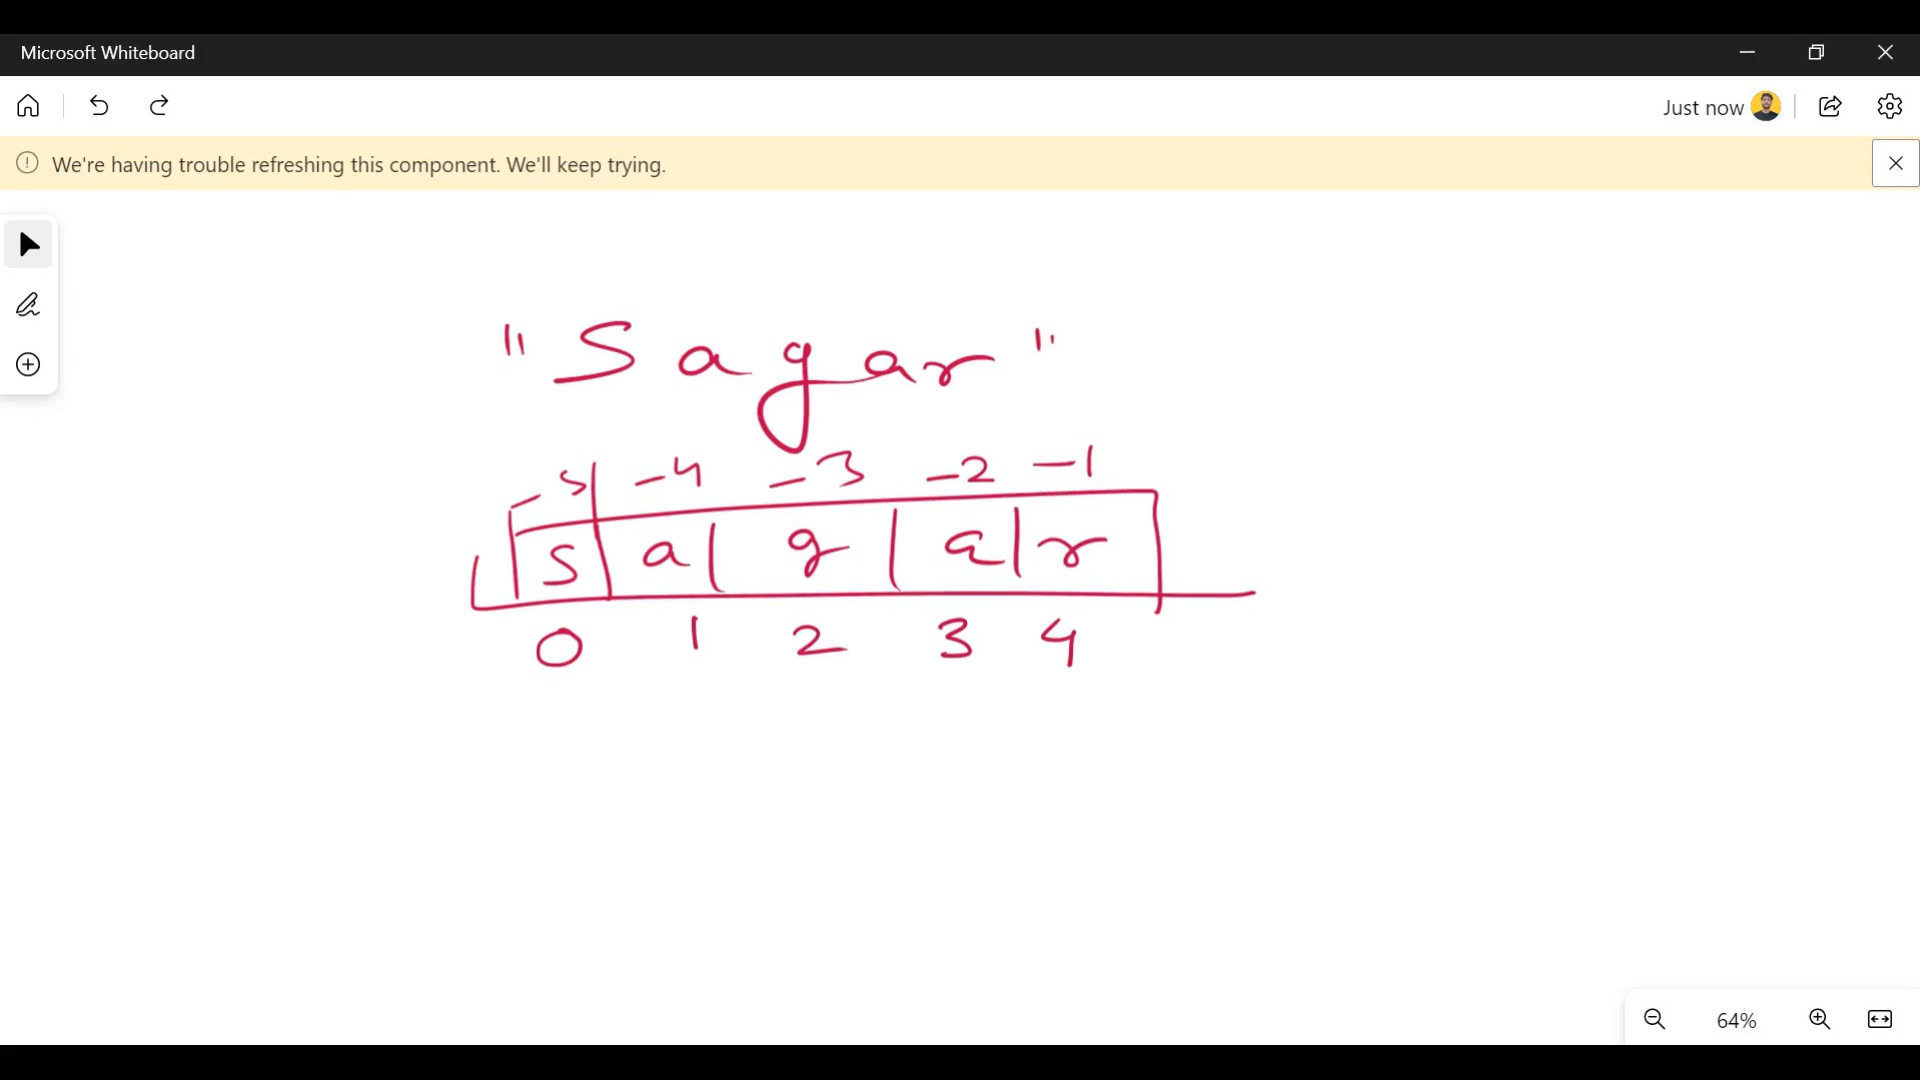 Microsoft Whiteboard
Just now
We're having trouble refreshing this component. We'll keep trying.
"Sagar"
-5 -4 -3 -2 -1
S a g a r
0 1 2 3 4
64%